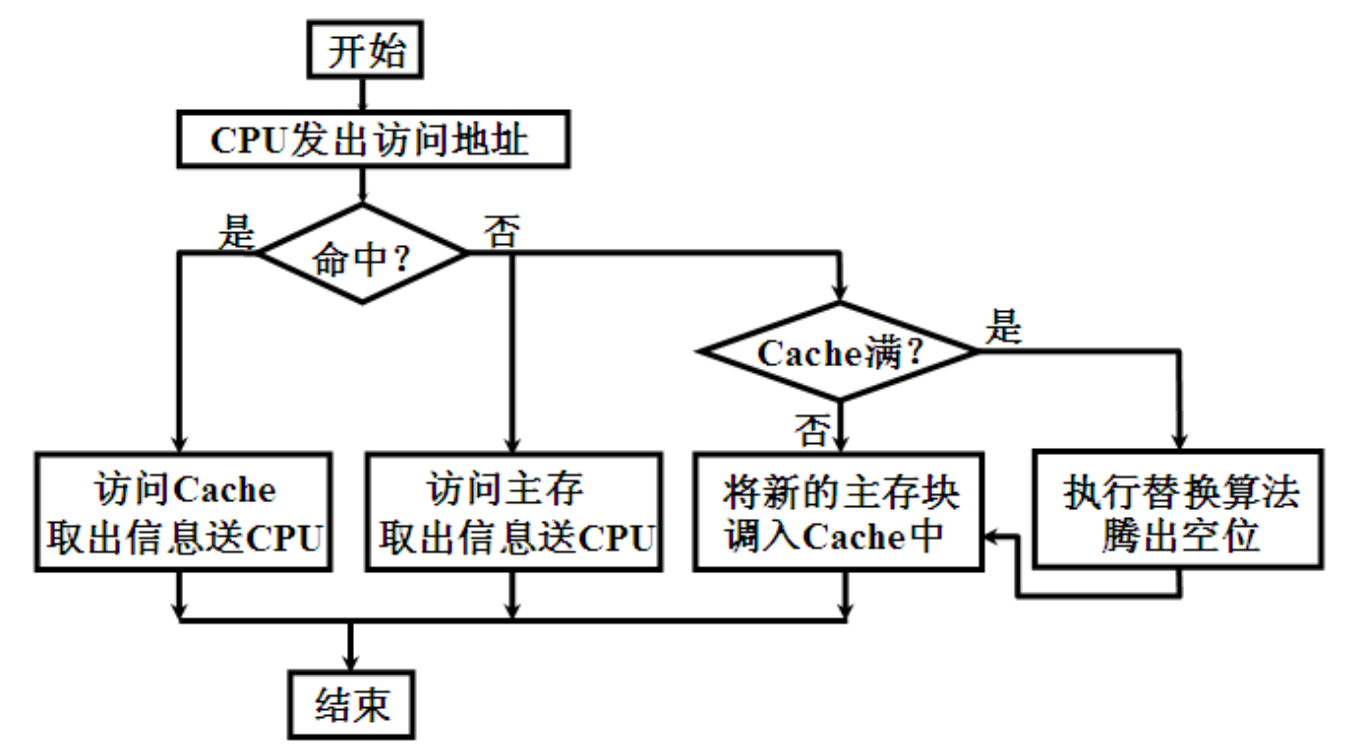 开始
CPU发出访问地址
是
否
命中?
是
Cache满?
否
访问Cache
取出信息送CPU
访问主存
取出信息送CPU
将新的主存块
调入Cache中
执行替换算法
腾出空位
结束